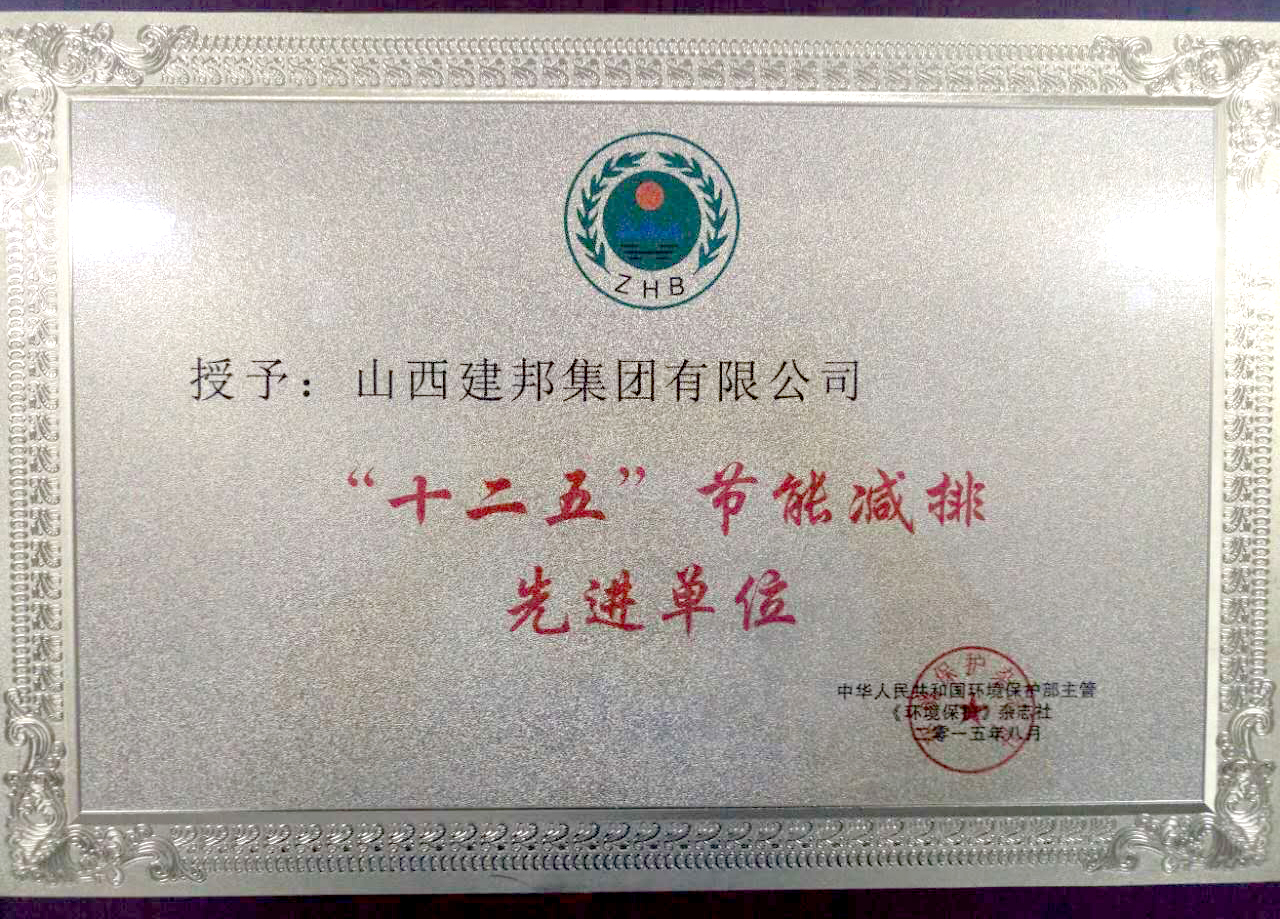 ZHB
授予：山西建邦集团有限公司
“十二五”节能减排
先进单位
中华人民共和国环境保护部主管
《环境保护》杂志社
二零一五年八月